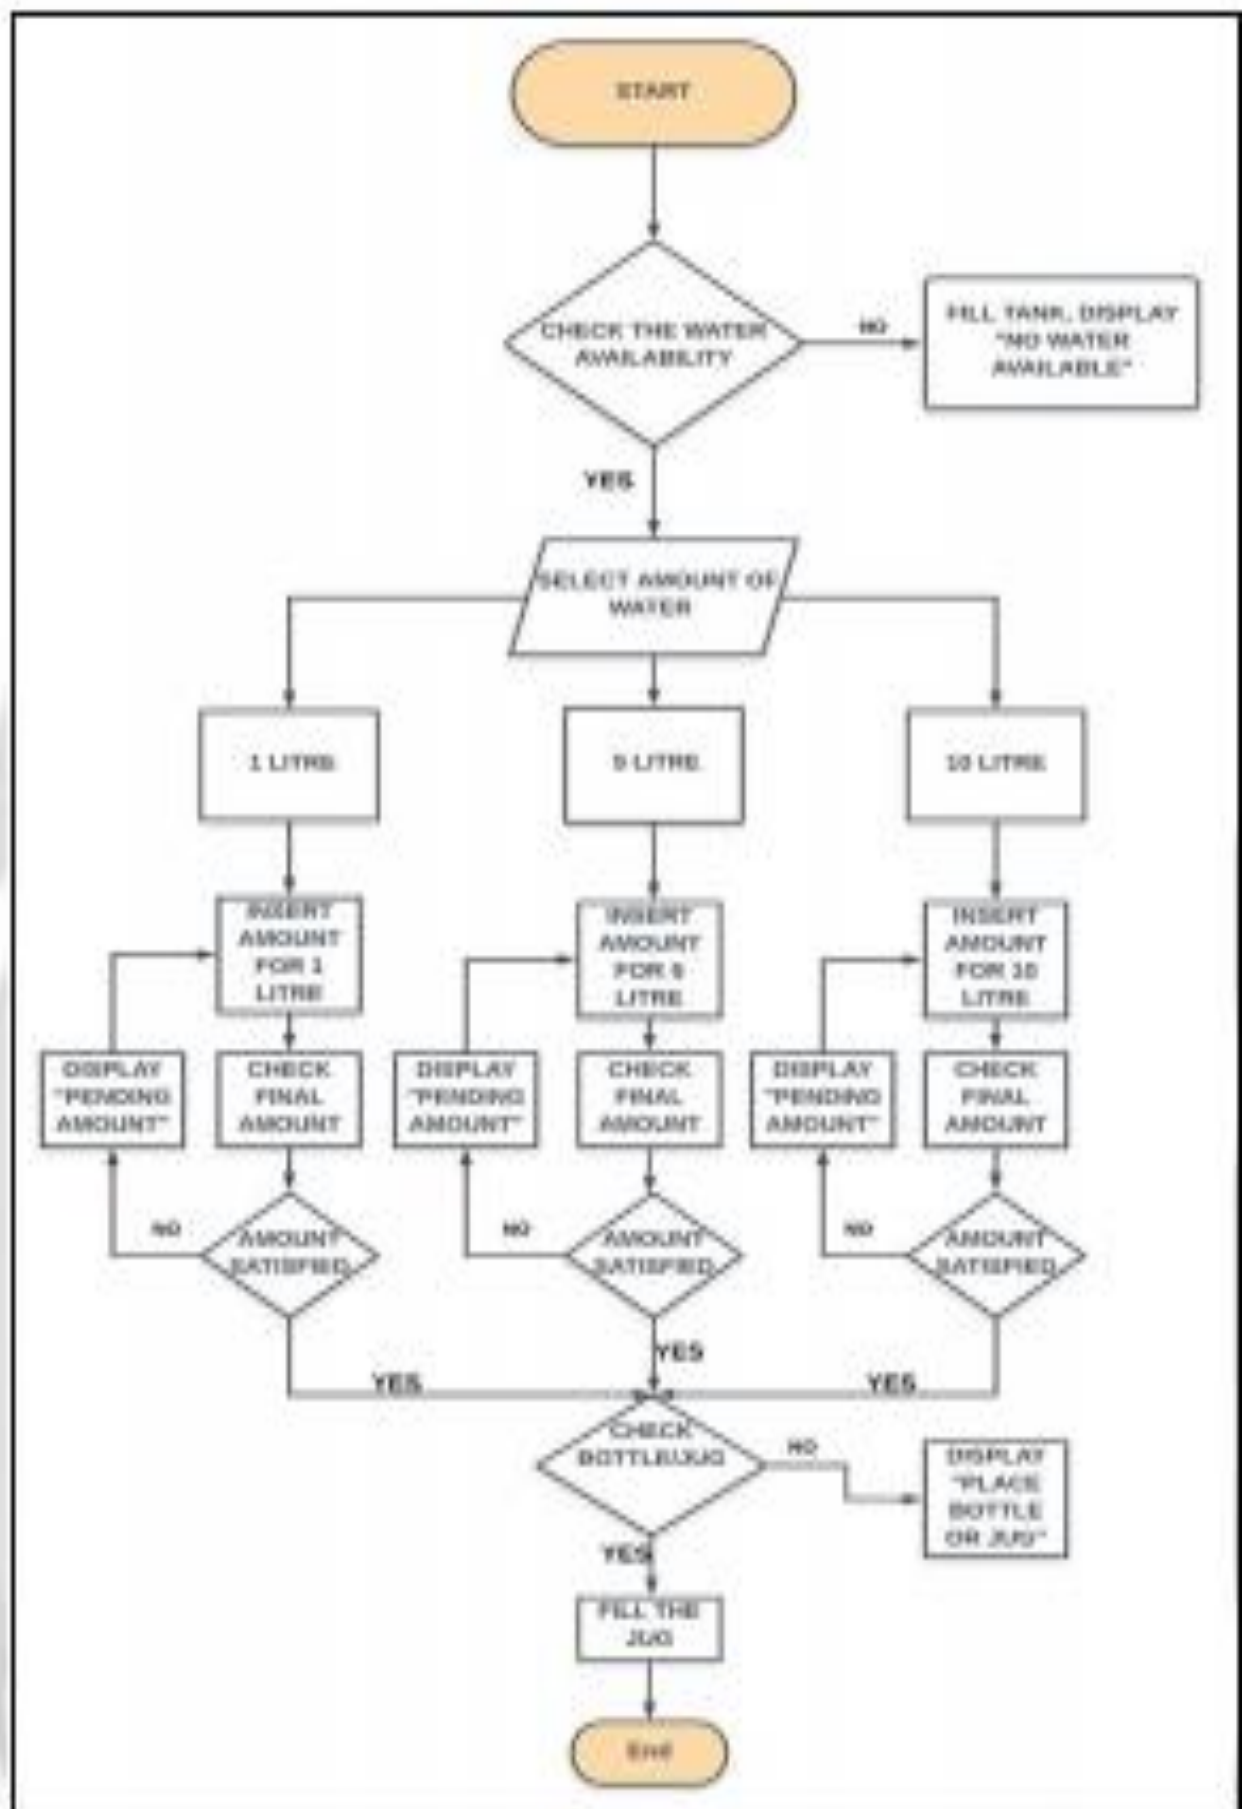 START
CHECK THE WATER
AVAILABILITY
NO
FILL TANK. DISPLAY
"NO WATER
AVAILABLE"
YES
SELECT AMOUNT OF
WATER
1 LITRE
5 LITRE
10 LITRE
INSERT
AMOUNT
FOR 1
LITRE
INSERT
AMOUNT
FOR 5
LITRE
INSERT
AMOUNT
FOR 10
LITRE
DISPLAY
"PENDING
AMOUNT"
CHECK
FINAL
AMOUNT
DISPLAY
"PENDING
AMOUNT"
CHECK
FINAL
AMOUNT
DISPLAY
"PENDING
AMOUNT"
CHECK
FINAL
AMOUNT
NO
AMOUNT
SATISFIED
NO
AMOUNT
SATISFIED
NO
AMOUNT
SATISFIED
YES
YES
YES
CHECK
BOTTLE/JUG
NO
DISPLAY
"PLACE
BOTTLE
OR JUG"
YES
FILL THE
JUG
End